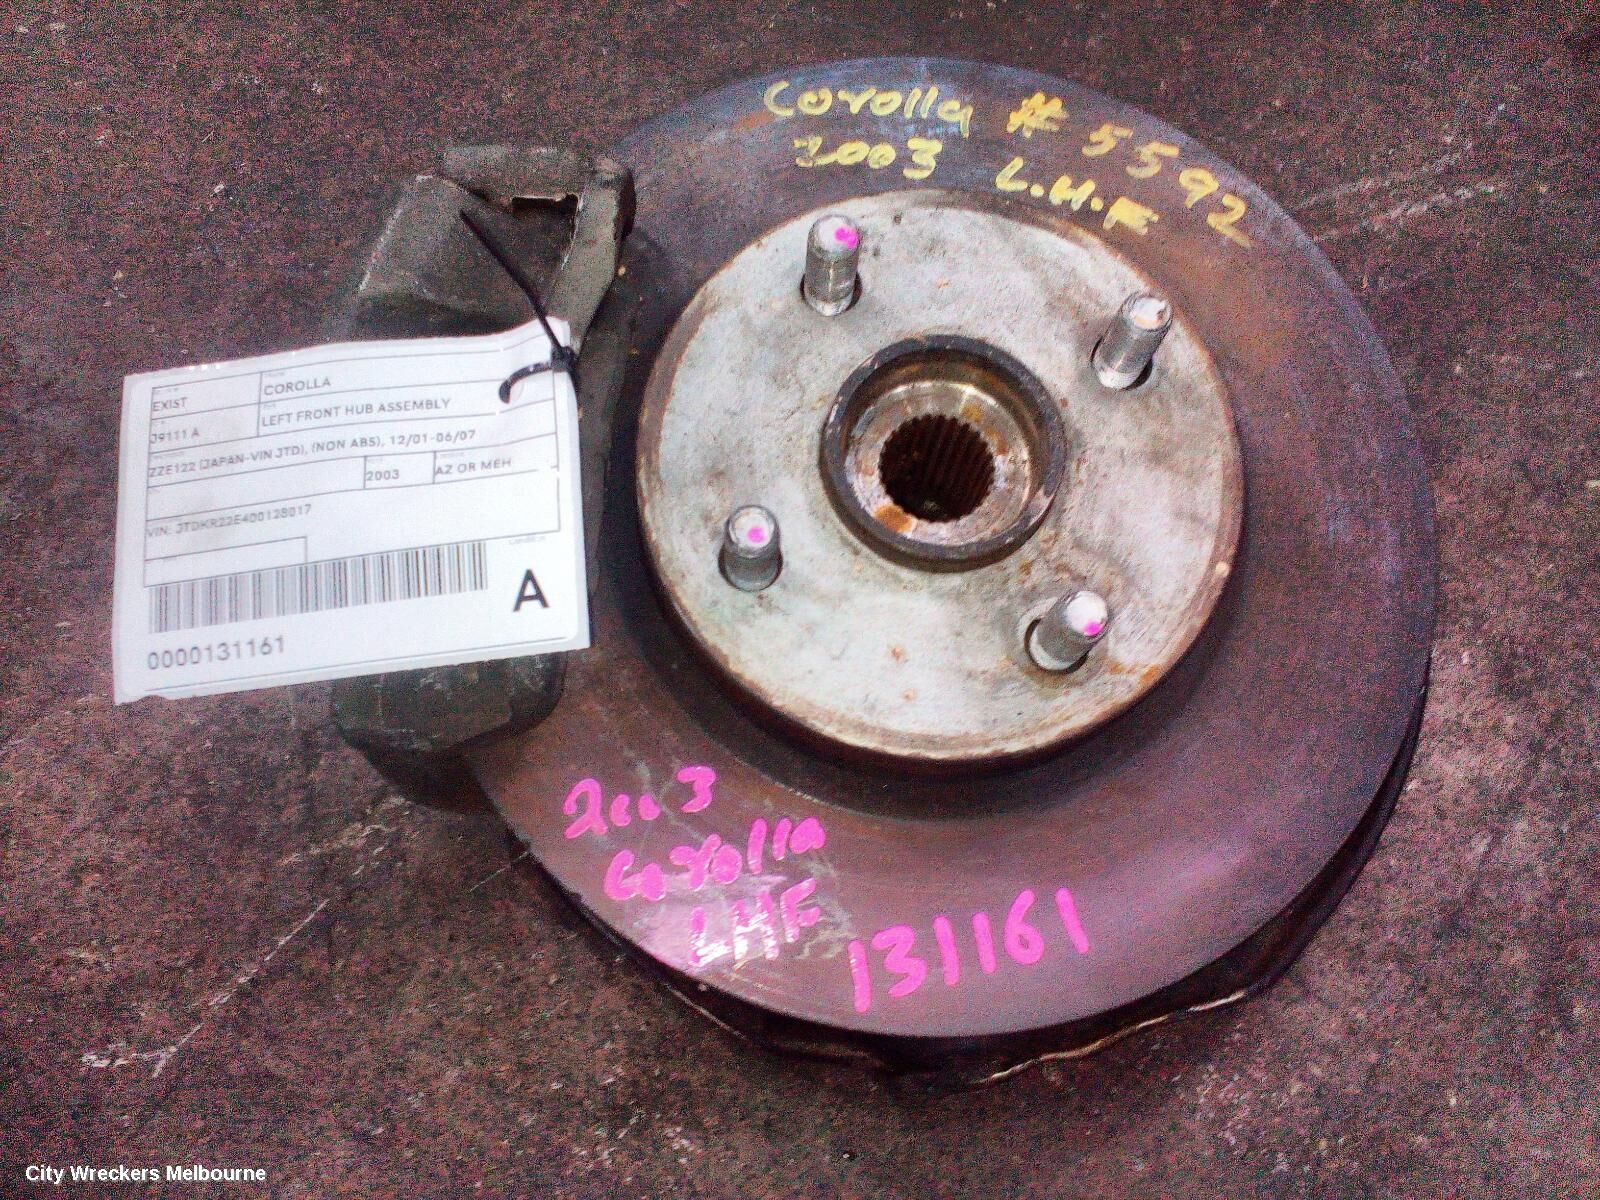 Corolla # 5592
2003 L.H.F
EXIST
COROLLA
J9111 A
LEFT FRONT HUB ASSEMBLY
ZZE122 (JAPAN-VIN JTD), (NON ABS), 12/01-06/07
2003
AZ OR MEH
VIN: JTDKR22E400128017
A
0000131161
2003
Corolla
LHF
131161
City Wreckers Melbourne